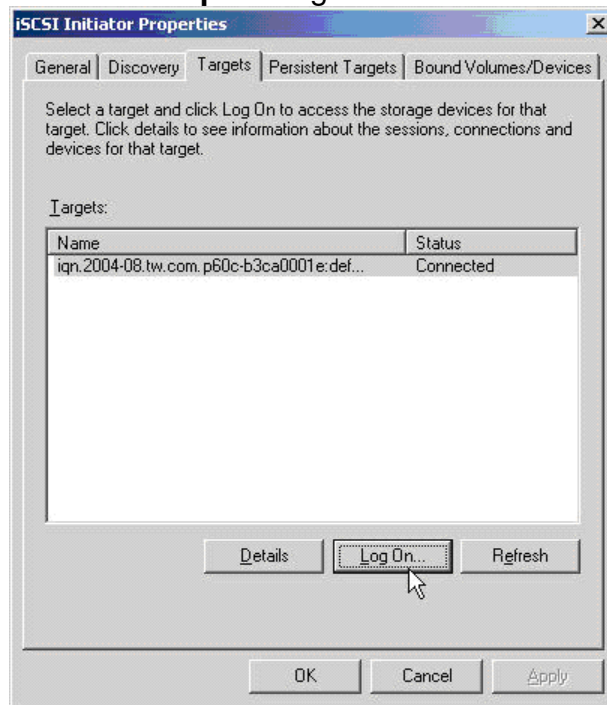 iSCSI Initiator Properties
General Discovery Targets Persistent Targets Bound Volumes/Devices
Select a target and click Log On to access the storage devices for that
target. Click details to see information about the sessions, connections and
devices for that target.
Targets:
Name Status
iqn.2004-08.tw.com.p60c-b3ca0001e:def... Connected
Details Log On... Refresh
OK Cancel Apply